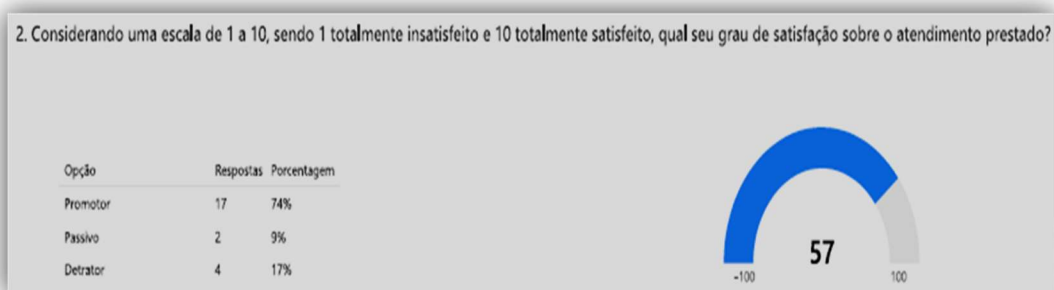 2. Considerando uma escala de 1 a 10, sendo 1 totalmente insatisfeito e 10 totalmente satisfeito, qual seu grau de satisfação sobre o atendimento prestado?
Opção Respostas Porcentagem
Promotor 17 74%
Passivo 2 9%
Detrator 4 17%
57
-100 100